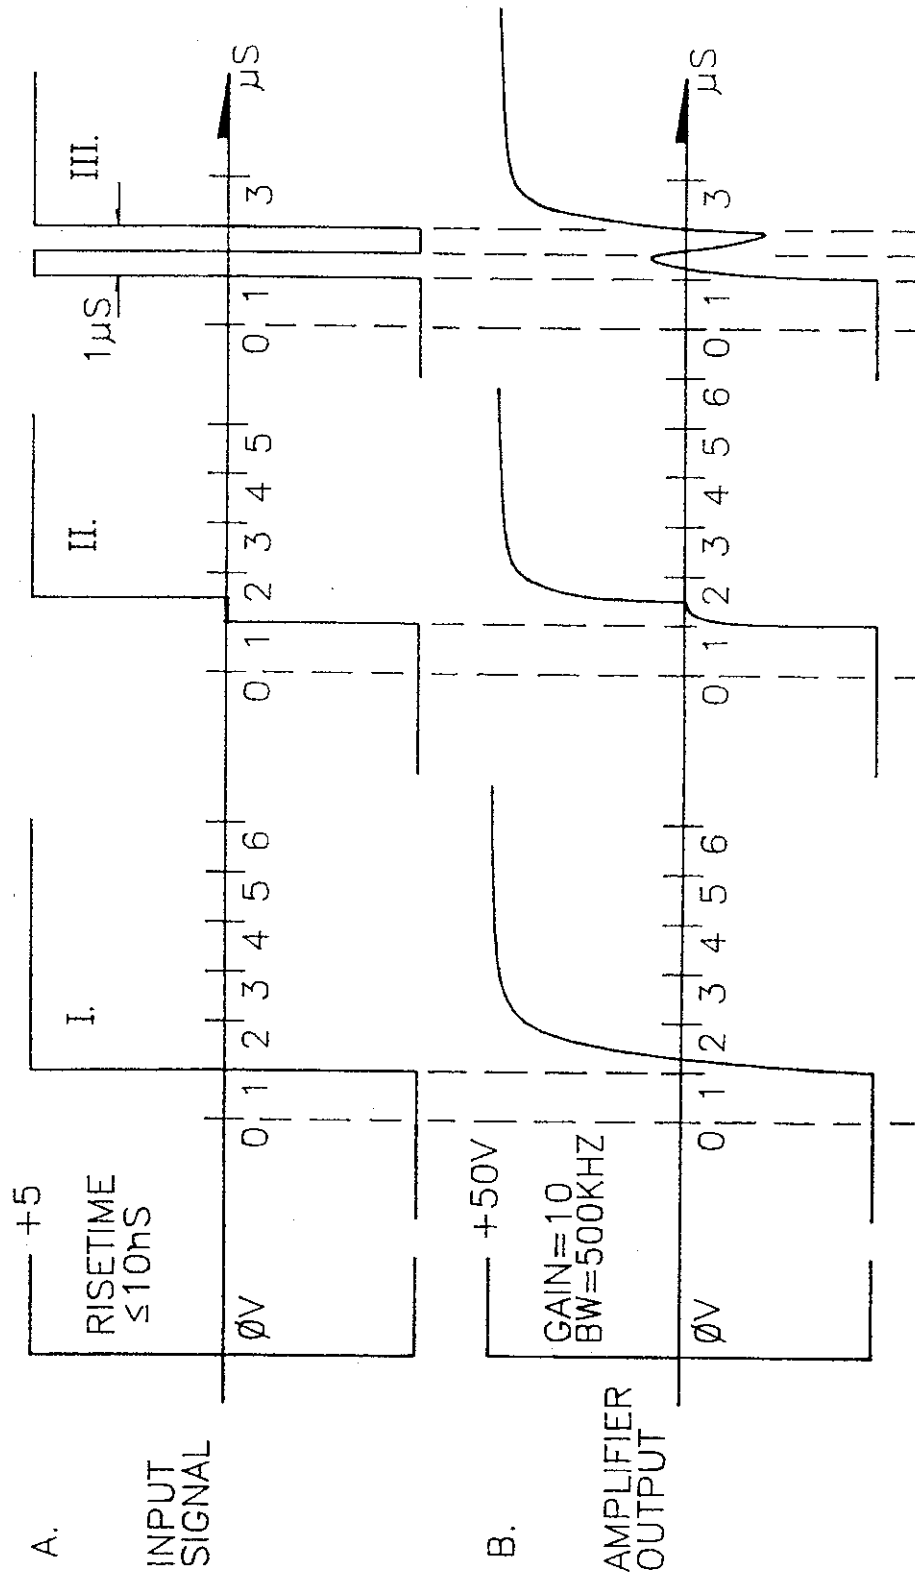 A.
INPUT
SIGNAL
+5
RISETIME
≤10nS
ØV
I.
0 1 2 3 4 5 6
II.
0 1 2 3 4 5
1µS
III.
0 1 3
µS
B.
AMPLIFIER
OUTPUT
+50V
GAIN=10
BW=500KHZ
ØV
0 1 2 3 4 5 6
0 1 2 3 4 5 6
0 1 3
µS